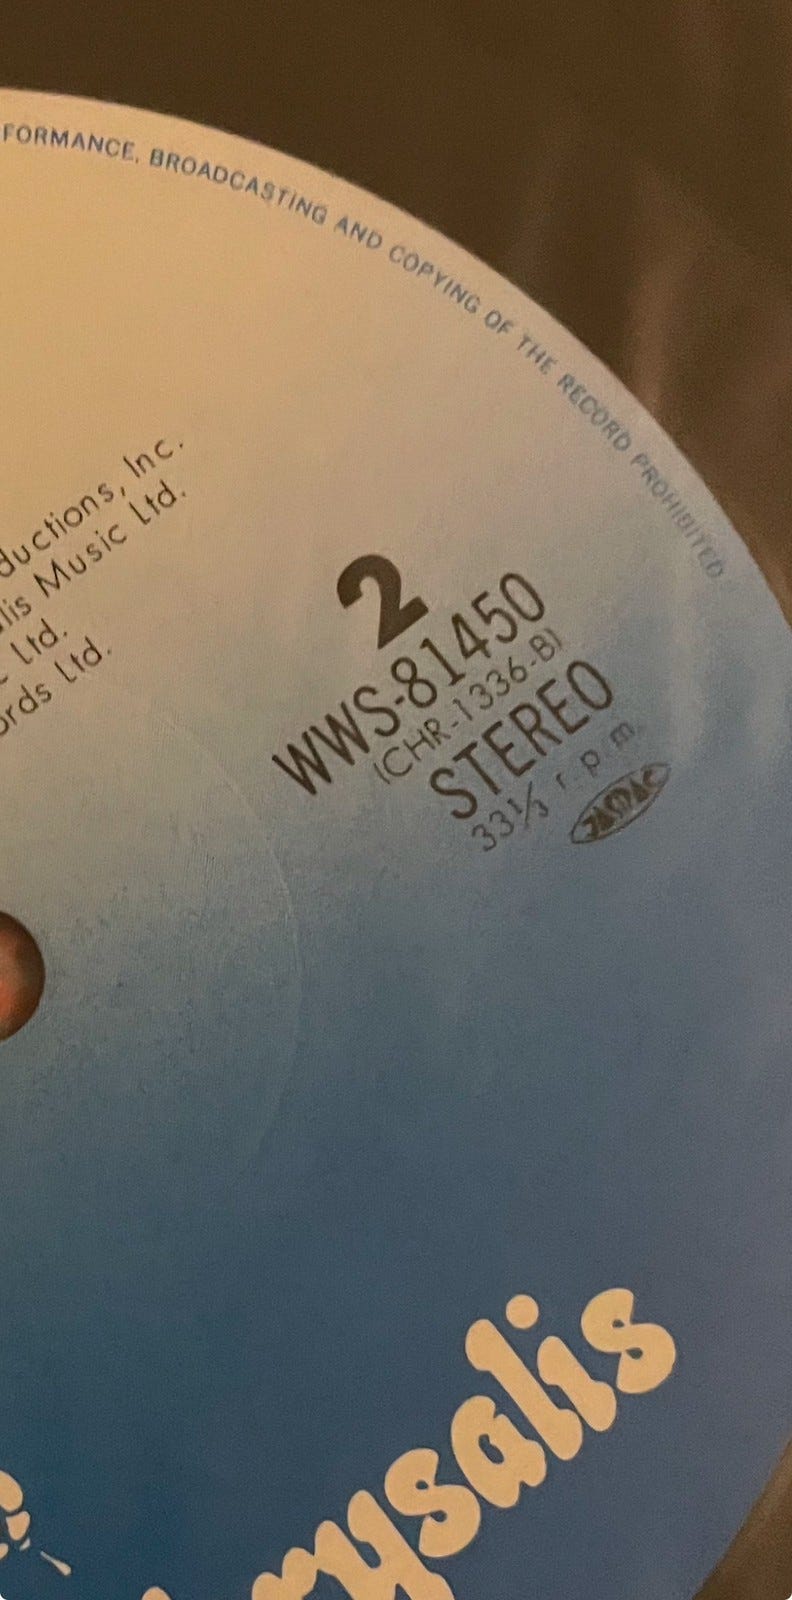 FORMANCE, BROADCASTING AND COPYING OF THE RECORD PROHIBITED
ductions, Inc.
lis Music Ltd.
c Ltd.
ords Ltd.
2
WWS-81450
(CHR-1336-B)
STEREO
33⅓ r.p.m.
rysalis